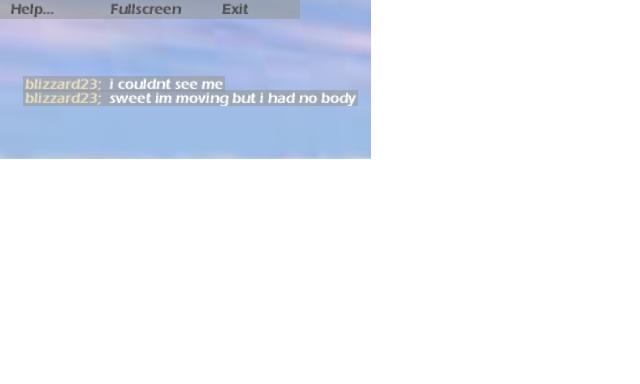 Help... Fullscreen Exit
blizzard23; i couldnt see me
blizzard23; sweet im moving but i had no body